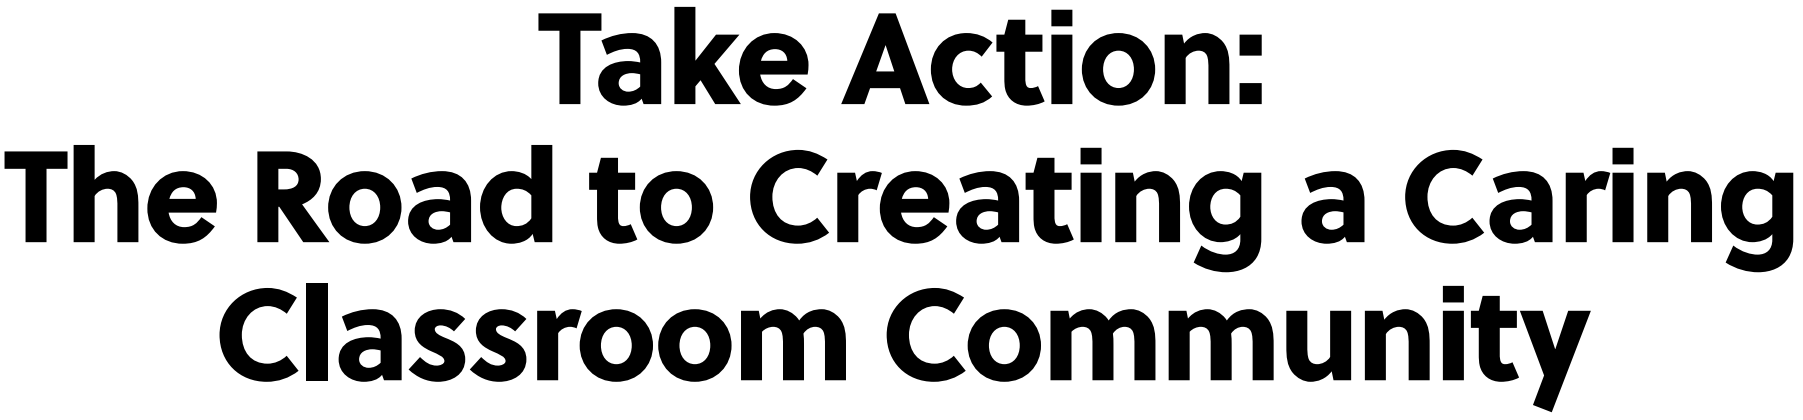 Take Action:
The Road to Creating a Caring
Classroom Community